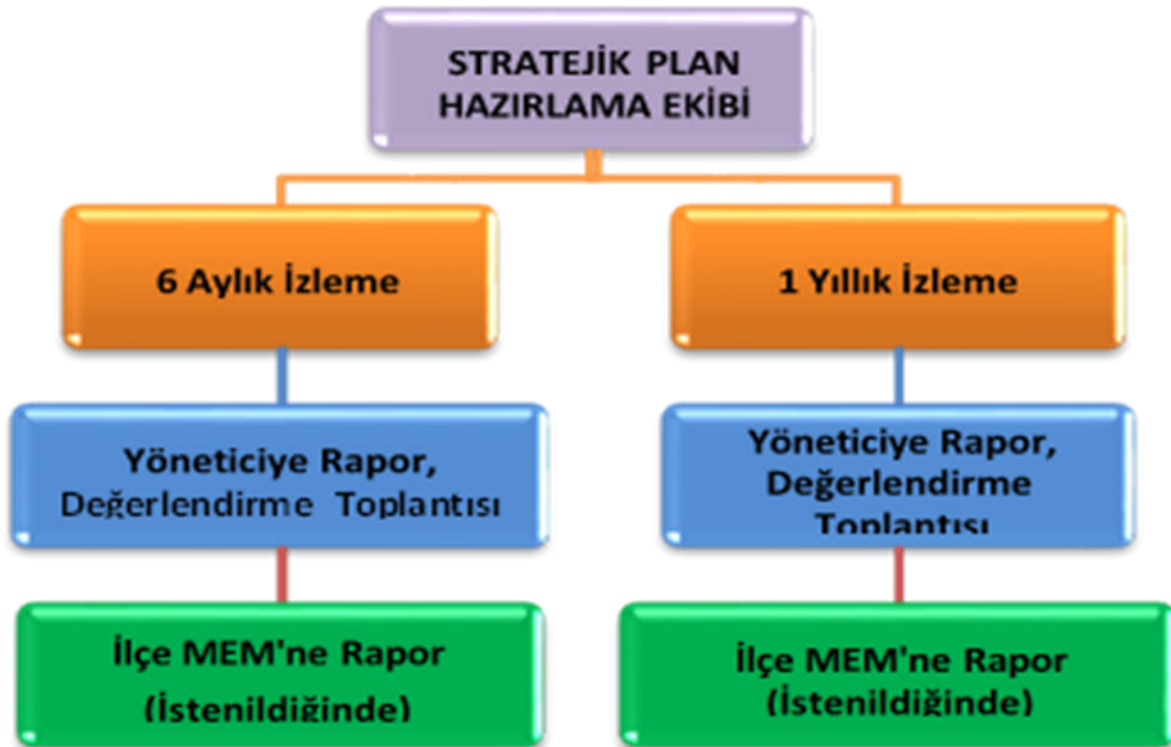 STRATEJİK PLAN
HAZIRLAMA EKİBİ
6 Aylık İzleme
1 Yıllık İzleme
Yöneticiye Rapor,
Değerlendirme Toplantısı
Yöneticiye Rapor,
Değerlendirme
Toplantısı
İlçe MEM'ne Rapor
(İstenildiğinde)
İlçe MEM'ne Rapor
(İstenildiğinde)